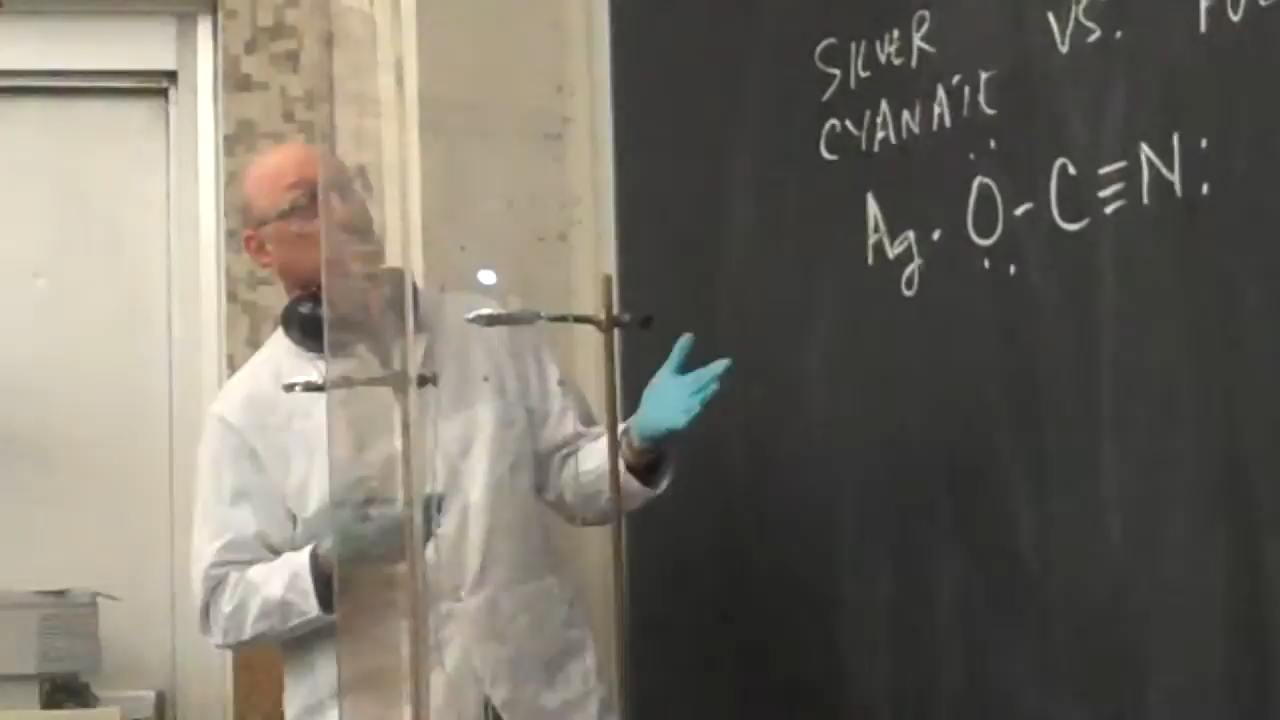 SILVER VS.
CYANATE
Ag · Ö - C≡N: